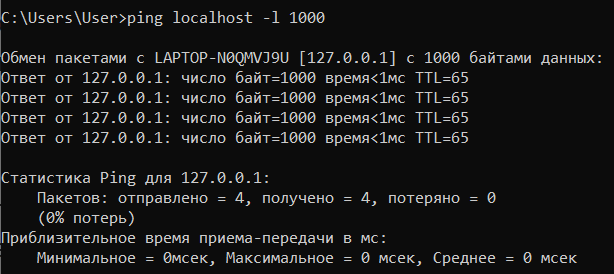 C:\Users\User>ping localhost -l 1000
Обмен пакетами с LAPTOP-N0QMVJ9U [127.0.0.1] с 1000 байтами данных:
Ответ от 127.0.0.1: число байт=1000 время<1мс TTL=65
Ответ от 127.0.0.1: число байт=1000 время<1мс TTL=65
Ответ от 127.0.0.1: число байт=1000 время<1мс TTL=65
Ответ от 127.0.0.1: число байт=1000 время<1мс TTL=65
Статистика Ping для 127.0.0.1:
    Пакетов: отправлено = 4, получено = 4, потеряно = 0
    (0% потерь)
Приблизительное время приема-передачи в мс:
    Минимальное = 0мсек, Максимальное = 0 мсек, Среднее = 0 мсек